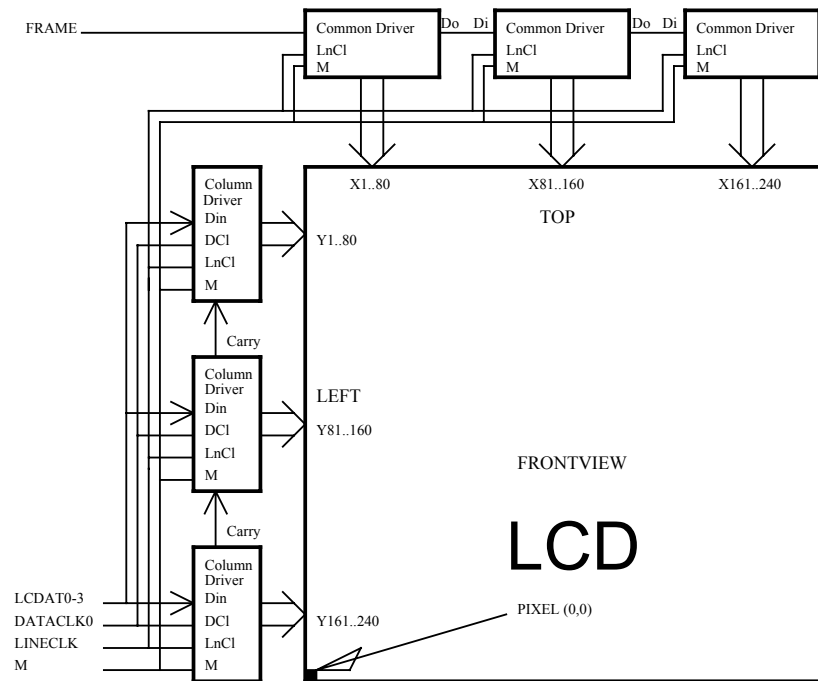 FRAME
Common Driver
LnCl
M
Do
Di
Common Driver
LnCl
M
Do
Di
Common Driver
LnCl
M
X1..80
X81..160
X161..240
TOP
Column
Driver
Din
DCl
LnCl
M
Y1..80
Carry
Column
Driver
Din
DCl
LnCl
M
LEFT
Y81..160
FRONTVIEW
LCD
Carry
Column
Driver
Din
DCl
LnCl
M
LCDAT0-3
DATACLK0
LINECLK
M
Y161..240
PIXEL (0,0)